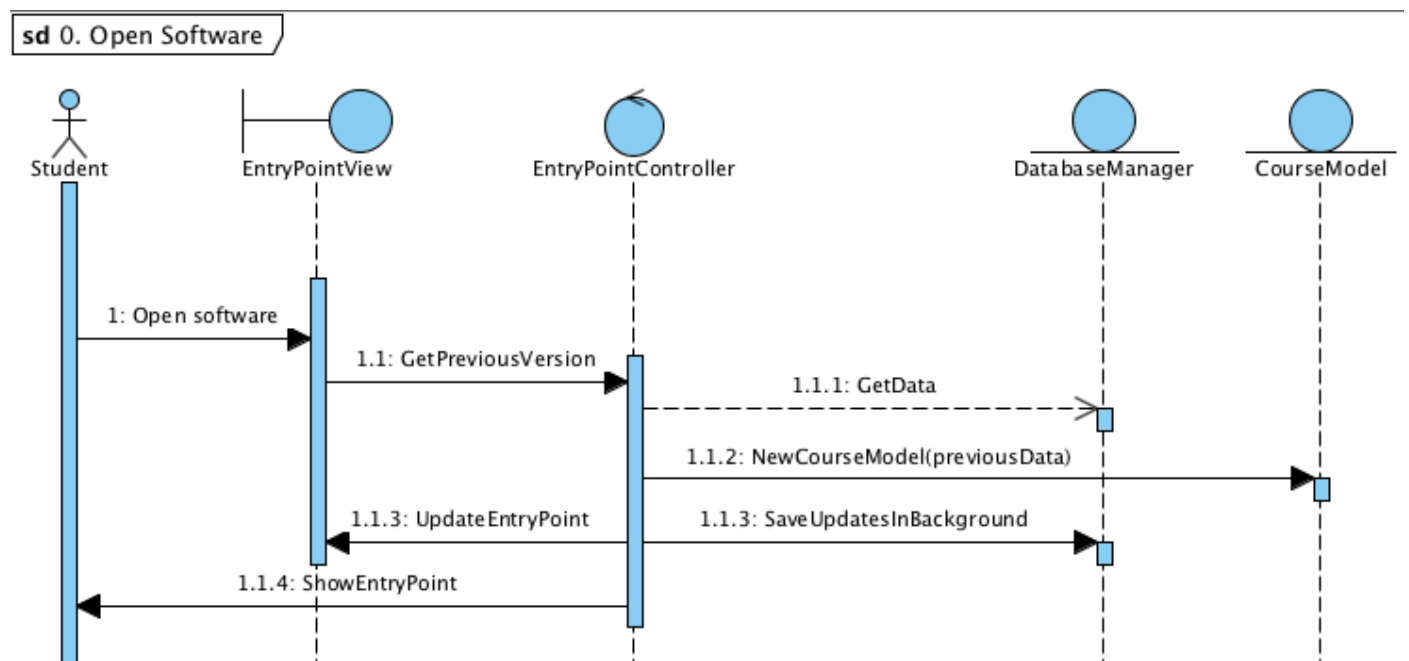 sd 0. Open Software
Student
EntryPointView
EntryPointController
DatabaseManager
CourseModel
1: Open software
1.1: GetPreviousVersion
1.1.1: GetData
1.1.2: NewCourseModel(previousData)
1.1.3: UpdateEntryPoint
1.1.3: SaveUpdatesInBackground
1.1.4: ShowEntryPoint